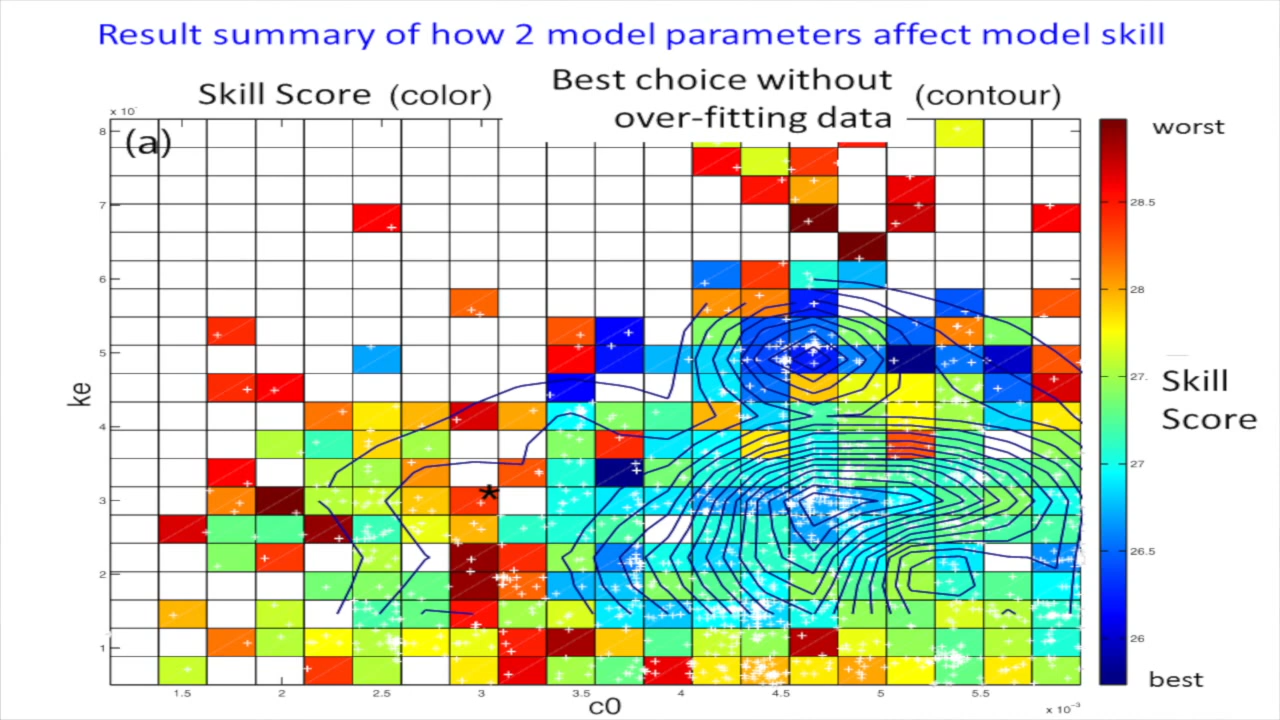 Result summary of how 2 model parameters affect model skill
Skill Score (color)
Best choice without
over-fitting data
(contour)
x 10
(a)
8
7
6
5
4
3
2
1
ke
*
1.5 2 2.5 3 3.5 4 4.5 5 5.5
c0
x 10⁻³
worst
28.5
28
27.
27
26.5
26
best
Skill
Score